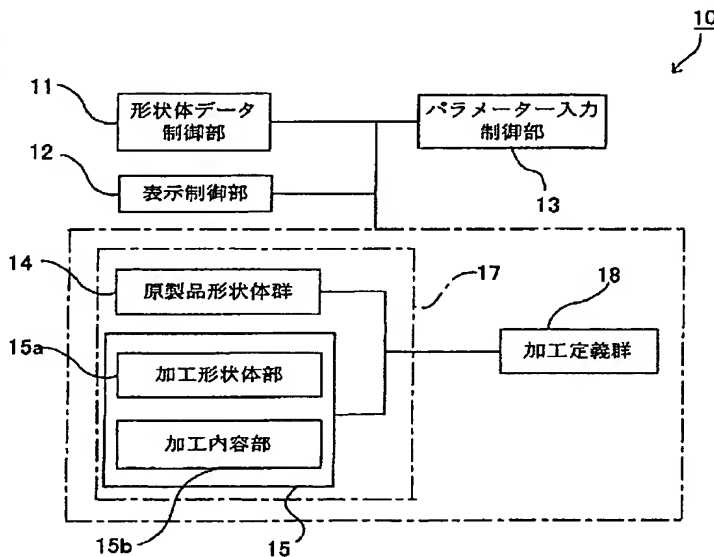 10
11
形状体データ
制御部
パラメーター入力
制御部
12
表示制御部
13
14
原製品形状体群
17
18
加工定義群
15a
加工形状体部
加工内容部
15b
15